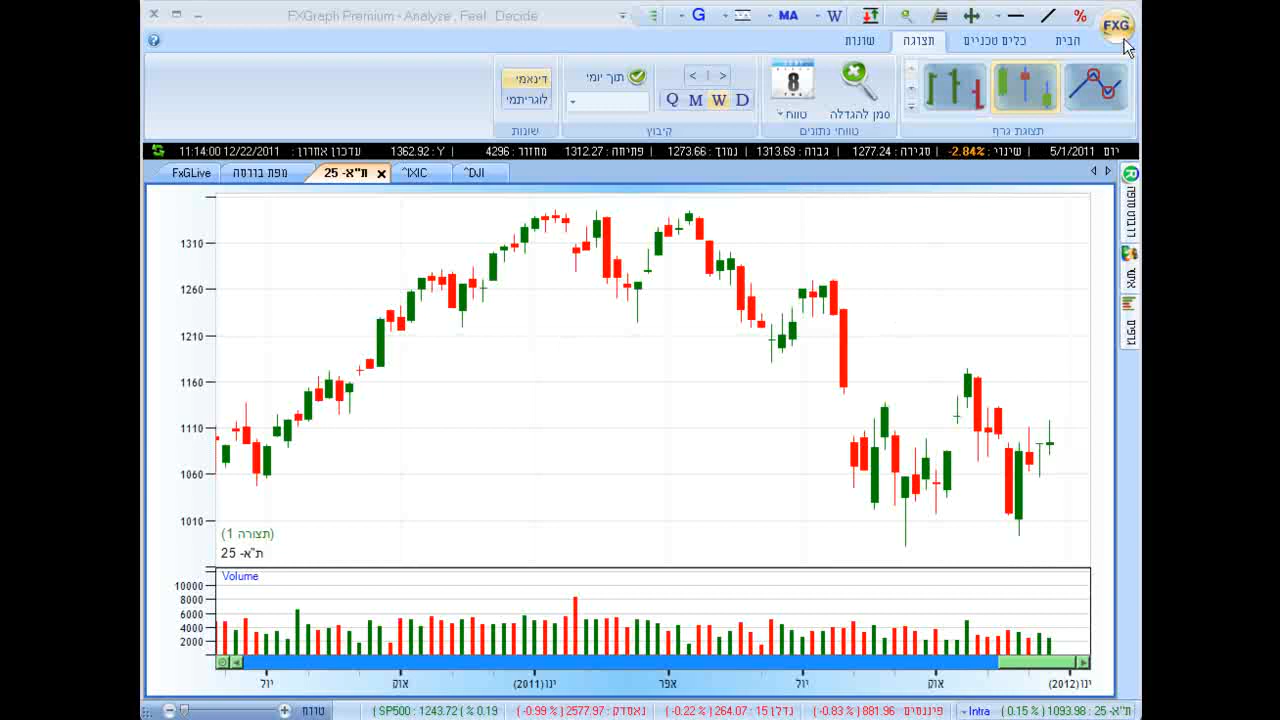 FXGraph Premium - Analyze , Feel . Decide
G
MA
W
%
FXG
הבית
כלים טכניים
תצוגה
שונות
תצוגת גרף
סמן להגדלה
8
טווח
טווחי נתונים
< | >
Q M W D
תוך יומי
קיבוץ
דינאמי
לוגריתמי
שונות
יום 5/1/2011 | שינוי : -2.84% | סגירה : 1277.24 | גבוה : 1313.69 | נמוך : 1273.66 | פתיחה : 1312.27 | מחזור : 4296 | Y : 1362.92 | עדכון אחרון : 11:14:00 12/22/2011
FxGLive
מפת בורסה
ת"א- 25
^IXIC
^DJI
אישי
גרפים
1310
1260
1210
1160
1110
1060
1010
(תצורה 1)
ת"א- 25
Volume
10000
8000
6000
4000
2000
יול
אוק
ינו(2011)
אפר
יול
אוק
ינו(2012)
ת"א- 25 : 1093.98 (% 0.15 )
Intra
פיננסים : 881.96 (% 0.83-)
נדלן 15 : 264.07 (% 0.22-)
נאסדק : 2577.97 (% 0.99-)
SP500 : 124.372 (% 0.19 )
טווח